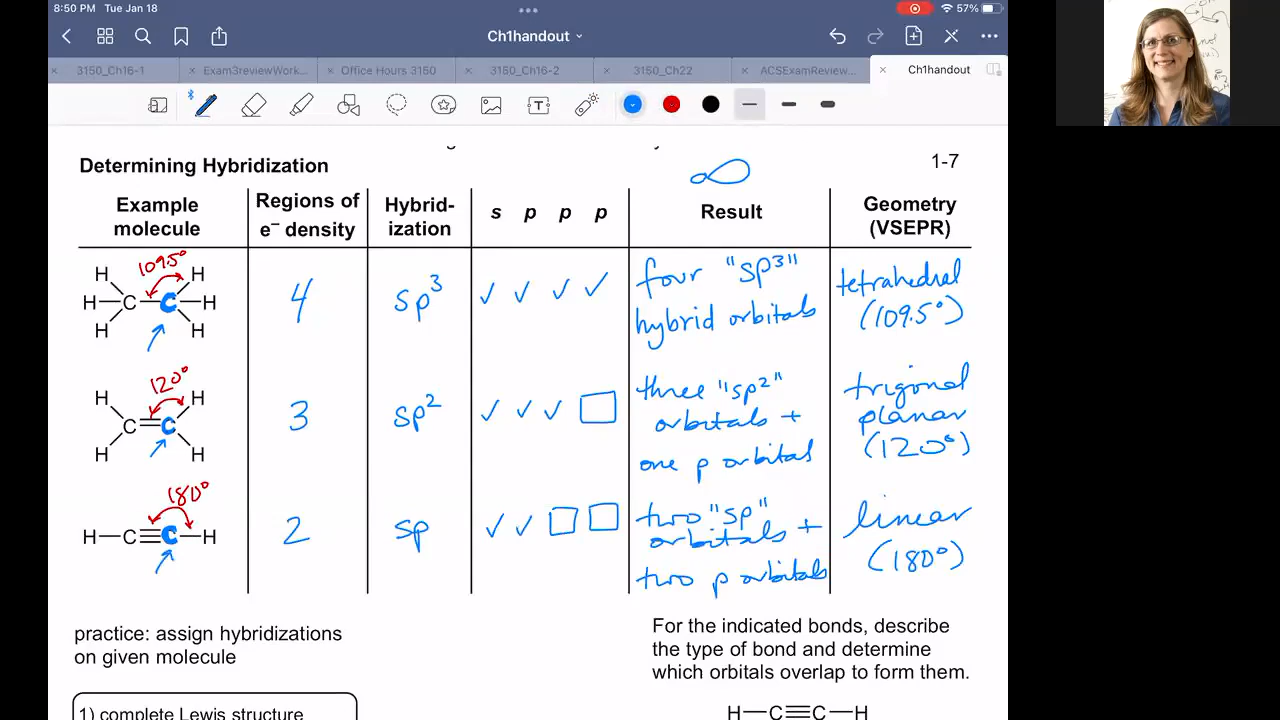 8:50 PM Tue Jan 18
57%
Ch1handout
3150_Ch16-1
Exam3reviewWork...
Office Hours 3150
3150_Ch16-2
3150_Ch22
ACSExamReview...
Ch1handout
Determining Hybridization
1-7
∞
Example molecule
Regions of e⁻ density
Hybrid-ization
s p p p
Result
Geometry (VSEPR)
109.5°
H H
H C C H
H H
4
sp³
✓ ✓ ✓ ✓
four "sp³"
hybrid orbitals
tetrahedral
(109.5°)
120°
H H
C=C
H H
3
sp²
✓ ✓ ✓ □
three "sp²"
orbitals +
one p orbital
trigonal
planar
(120°)
180°
H—C≡C—H
2
sp
✓ ✓ □ □
two "sp"
orbitals +
two p orbitals
linear
(180°)
practice: assign hybridizations
on given molecule
1) complete Lewis structure
For the indicated bonds, describe
the type of bond and determine
which orbitals overlap to form them.
H—C≡C—H